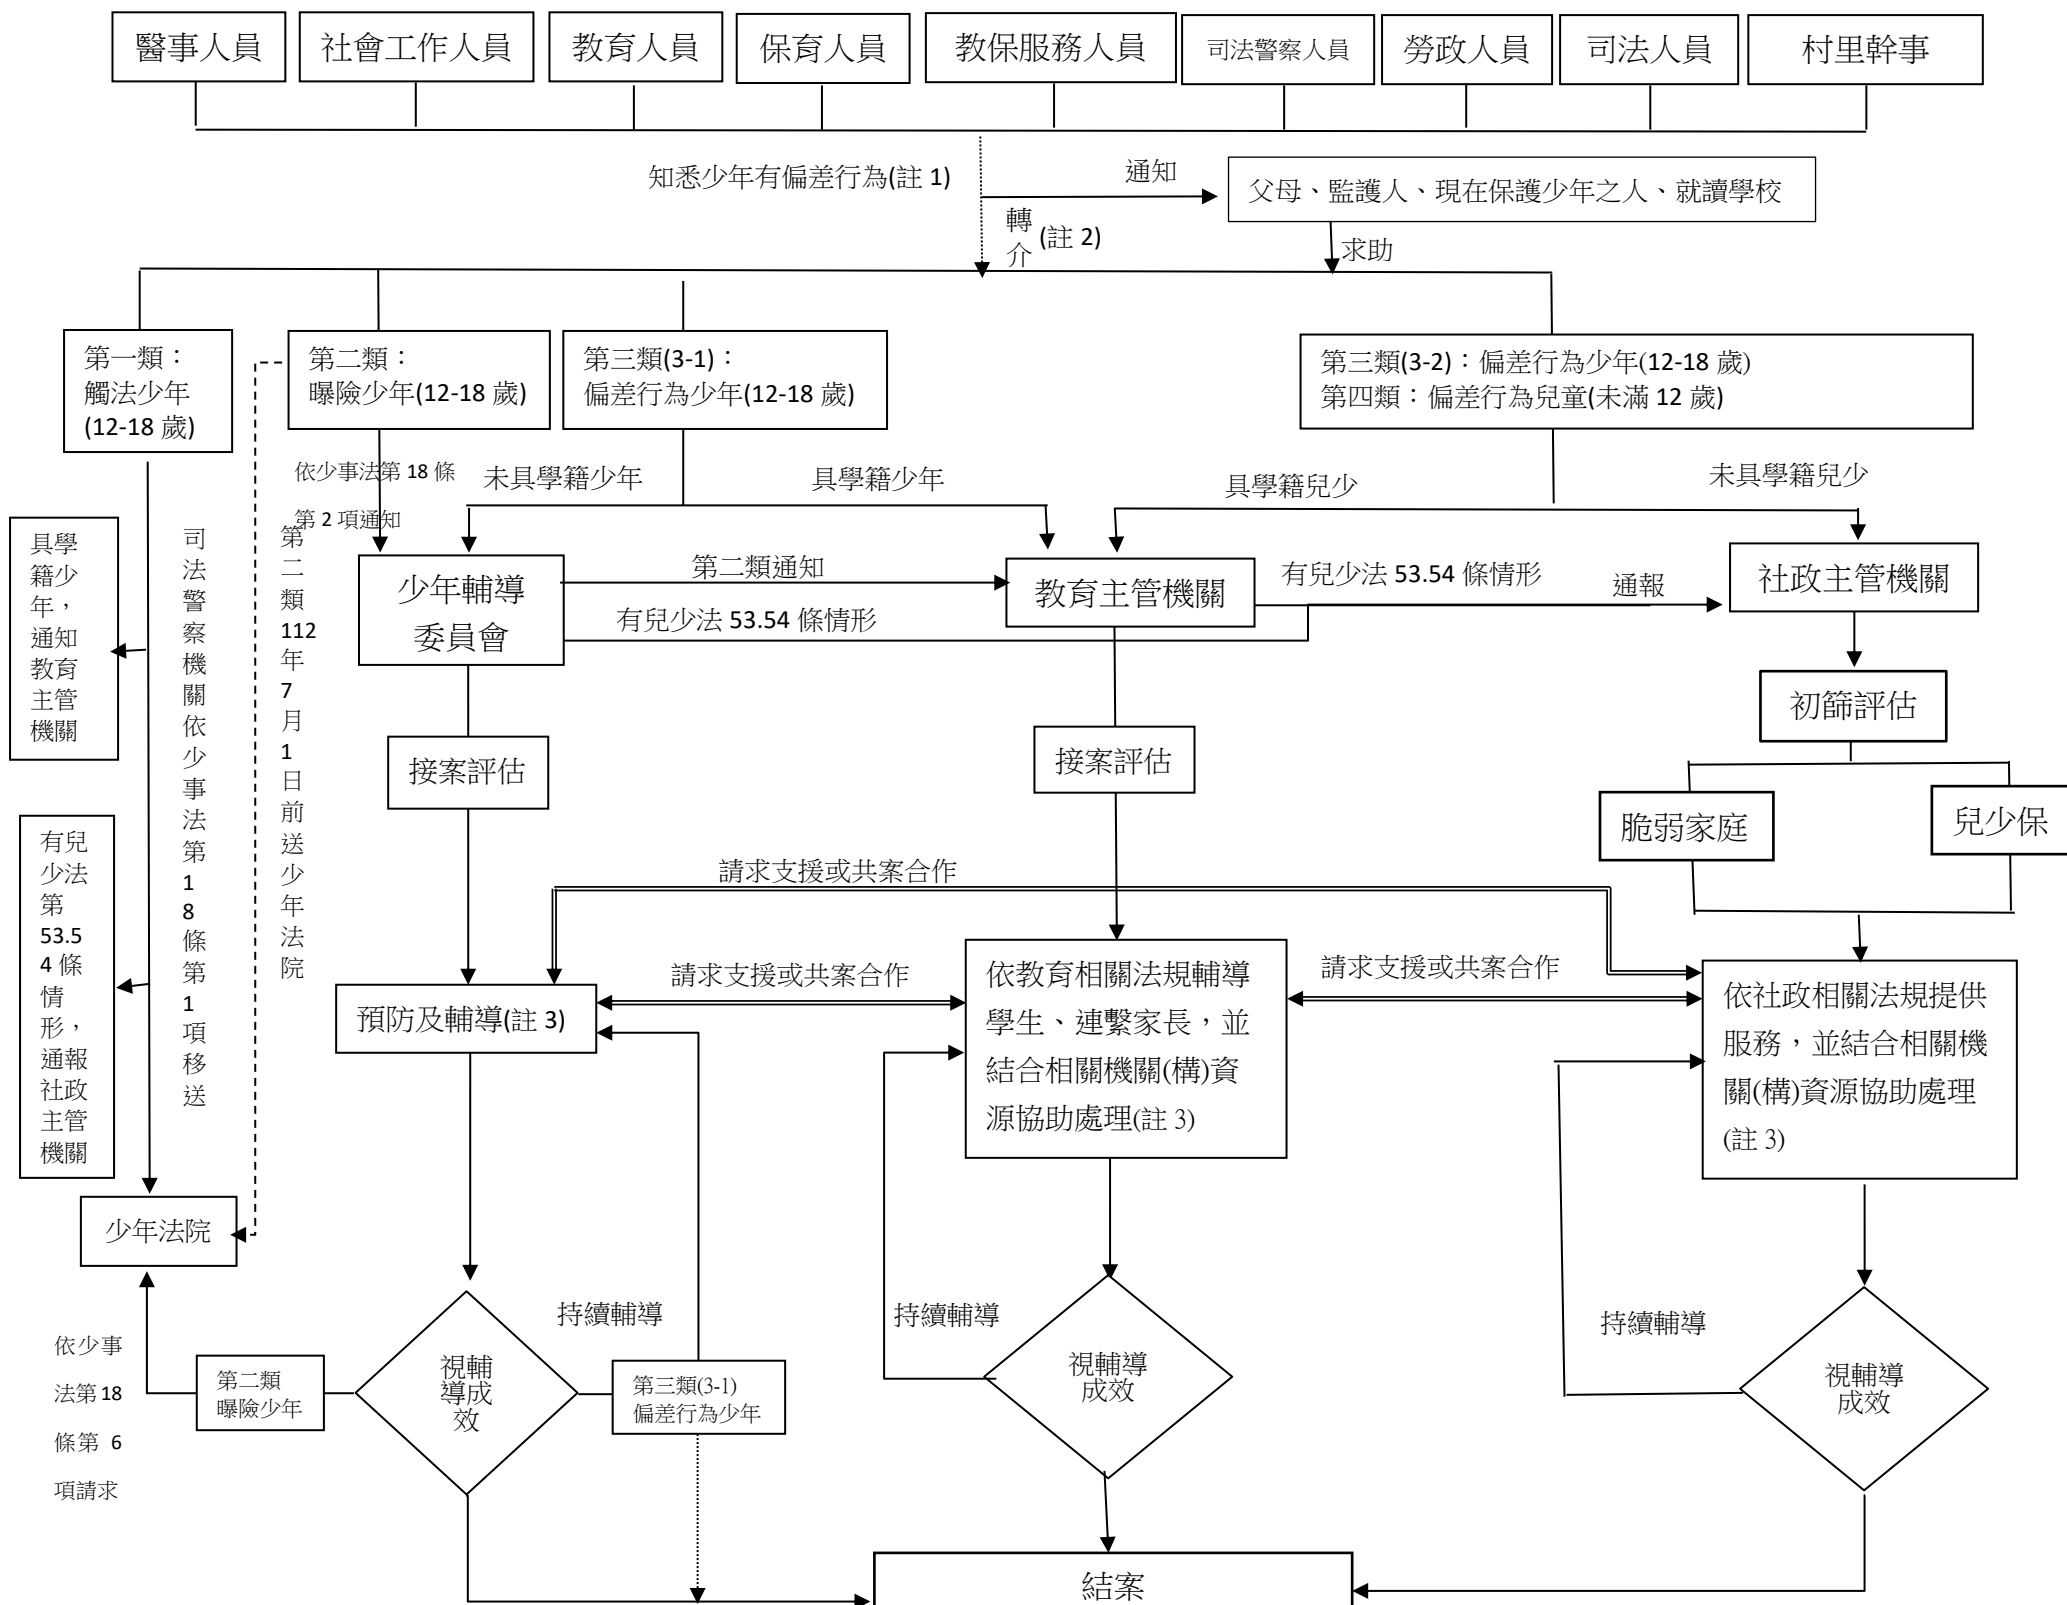 醫事人員
社會工作人員
教育人員
保育人員
教保服務人員
司法警察人員
勞政人員
司法人員
村里幹事
知悉少年有偏差行為(註 1)
通知
父母、監護人、現在保護少年之人、就讀學校
轉
介
(註 2)
求助
第一類：
觸法少年
(12-18 歲)
第二類：
曝險少年(12-18 歲)
第三類(3-1)：
偏差行為少年(12-18 歲)
第三類(3-2)：偏差行為少年(12-18 歲)
第四類：偏差行為兒童(未滿 12 歲)
依少事法第 18 條
第 2 項通知
未具學籍少年
具學籍少年
具學籍兒少
未具學籍兒少
具學
籍少
年，
通知
教育
主管
機關
司
法
警
察
機
關
依
少
事
法
第
1
8
條
第
1
項
移
送
第
二
類
112
年
7
月
1
日
前
送
少
年
法
院
少年輔導
委員會
第二類通知
有兒少法 53.54 條情形
教育主管機關
有兒少法 53.54 條情形
通報
社政主管機關
初篩評估
接案評估
接案評估
脆弱家庭
兒少保
有兒
少法
第
53.5
4 條
情
形，
通報
社政
主管
機關
請求支援或共案合作
請求支援或共案合作
請求支援或共案合作
預防及輔導(註 3)
依教育相關法規輔導
學生、連繫家長，並
結合相關機關(構)資
源協助處理(註 3)
依社政相關法規提供
服務，並結合相關機
關(構)資源協助處理
(註 3)
少年法院
依少事
法第 18
條第 6
項請求
第二類
曝險少年
視輔
導成
效
持續輔導
第三類(3-1)
偏差行為少年
持續輔導
視輔導
成效
持續輔導
視輔導
成效
結案